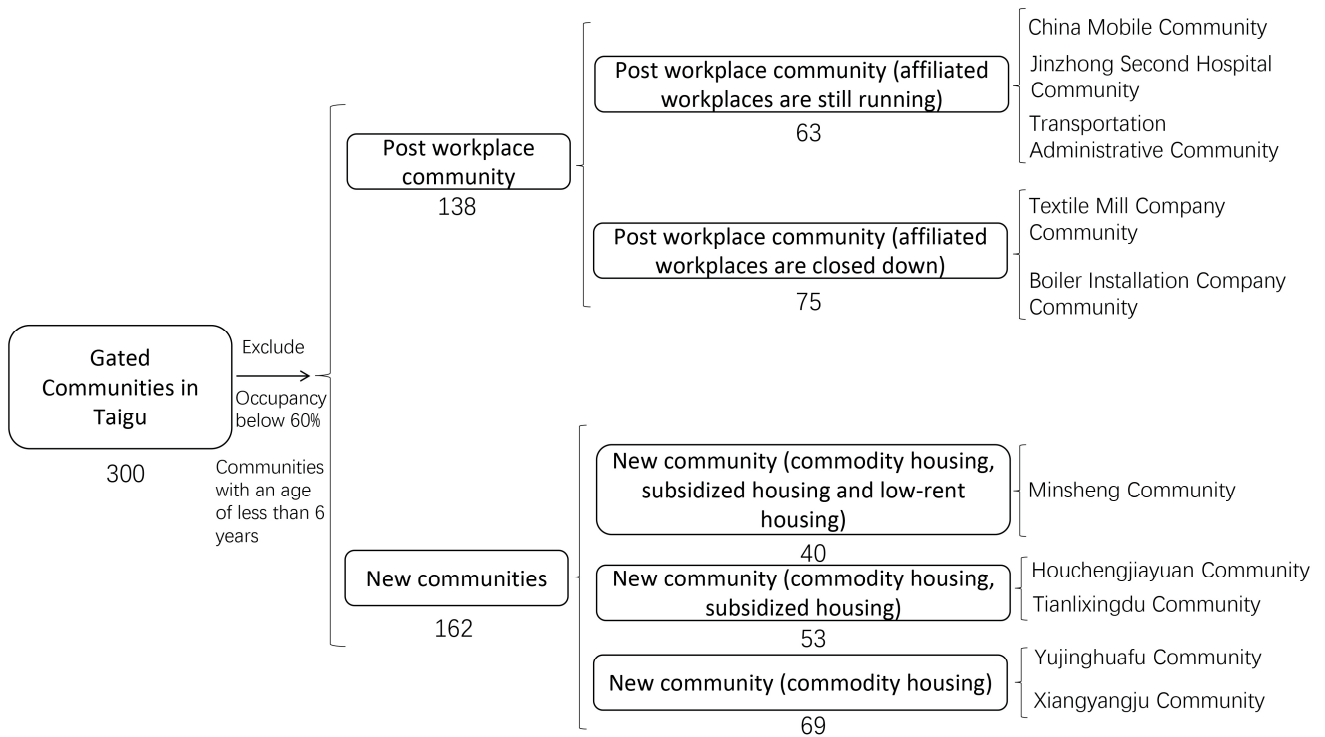 Gated
Communities in
Taigu
300
Exclude
Occupancy
below 60%
Communities
with an age
of less than 6
years
Post workplace
community
138
Post workplace community (affiliated
workplaces are still running)
63
China Mobile Community
Jinzhong Second Hospital
Community
Transportation
Administrative Community
Post workplace community (affiliated
workplaces are closed down)
75
Textile Mill Company
Community
Boiler Installation Company
Community
New communities
162
New community (commodity housing,
subsidized housing and low-rent
housing)
40
Minsheng Community
New community (commodity housing,
subsidized housing)
53
Houchengjiayuan Community
Tianlixingdu Community
New community (commodity housing)
69
Yujinghuafu Community
Xiangyangju Community